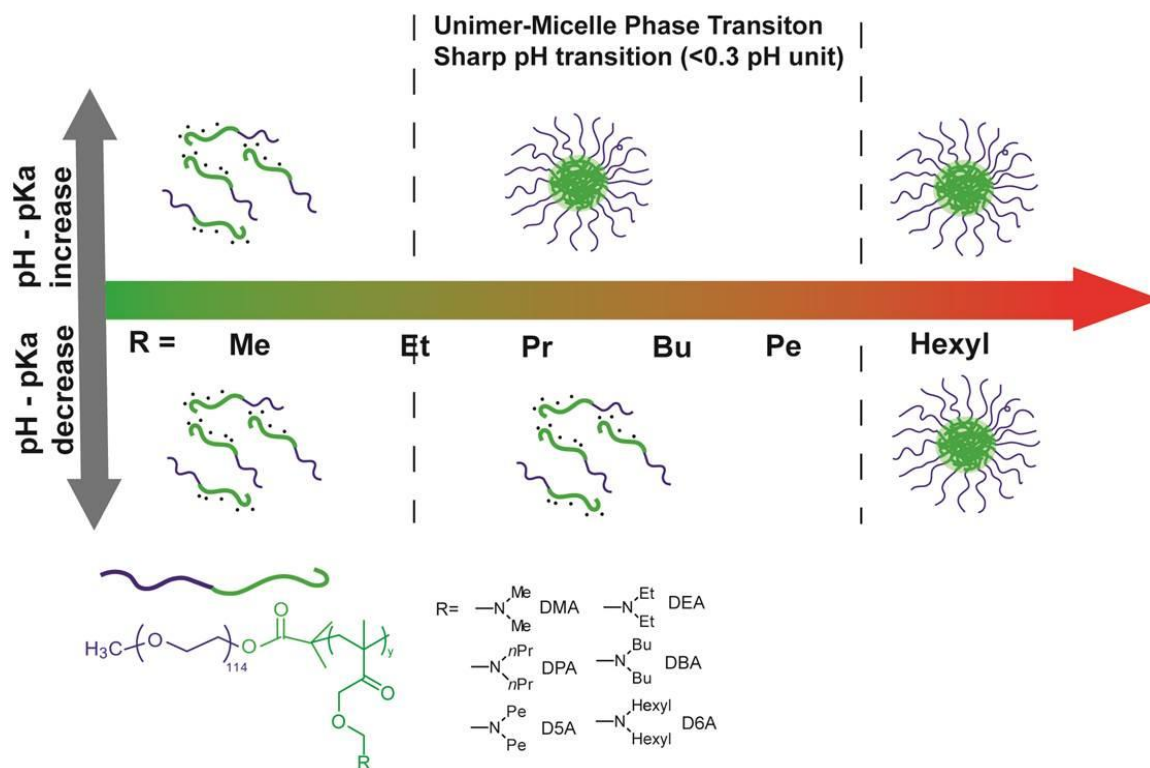 Unimer-Micelle Phase Transiton
Sharp pH transition (<0.3 pH unit)
pH - pKa
increase
pH - pKa
decrease
R = Me Et Pr Bu Pe Hexyl
H3C O 114 O O y O O R
R= N Me Me DMA N Et Et DEA
N nPr nPr DPA N Bu Bu DBA
N Pe Pe D5A N Hexyl Hexyl D6A